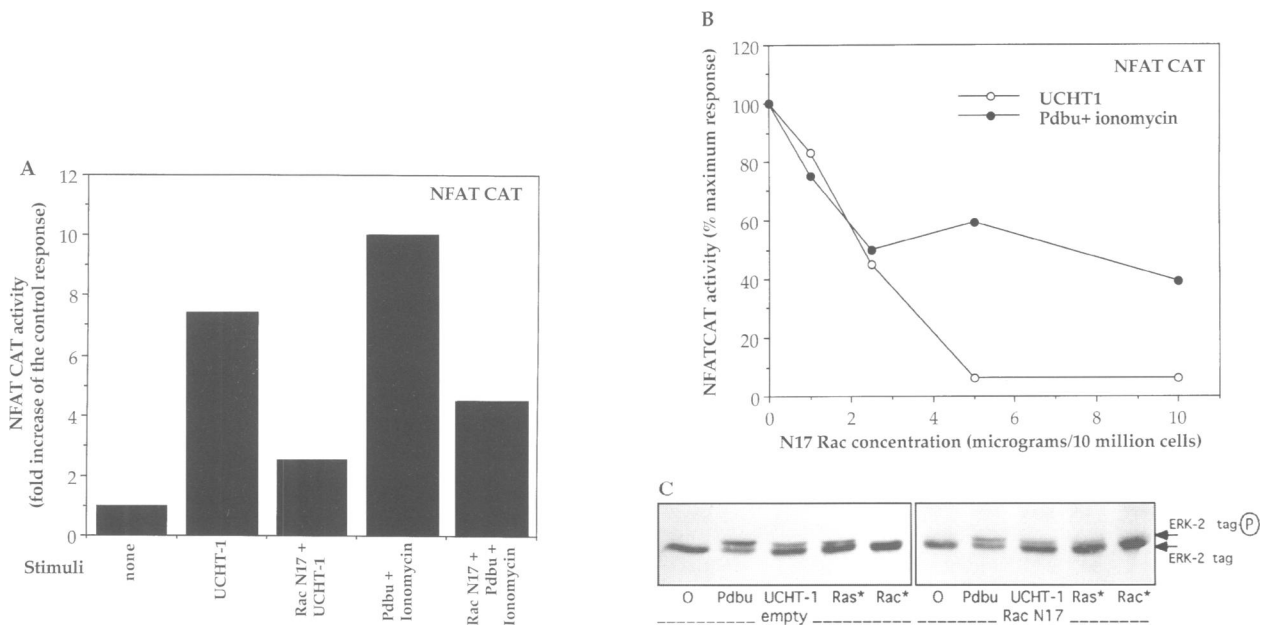 A
NFAT CAT
NFAT CAT activity
(fold increase of the control response)
12
10
8
6
4
2
0
Stimuli
none
UCHT-1
Rac N17 +
UCHT-1
Pdbu +
Ionomycin
Rac N17 +
Pdbu +
Ionomycin
B
NFAT CAT
UCHT1
Pdbu+ ionomycin
NFATCAT activity (% maximum response)
120
100
80
60
40
20
0
0 2 4 6 8 10
N17 Rac concentration (micrograms/10 million cells)
C
ERK-2 tag-P
ERK-2 tag
O Pdbu UCHT-1 Ras* Rac* O Pdbu UCHT-1 Ras* Rac*
empty Rac N17